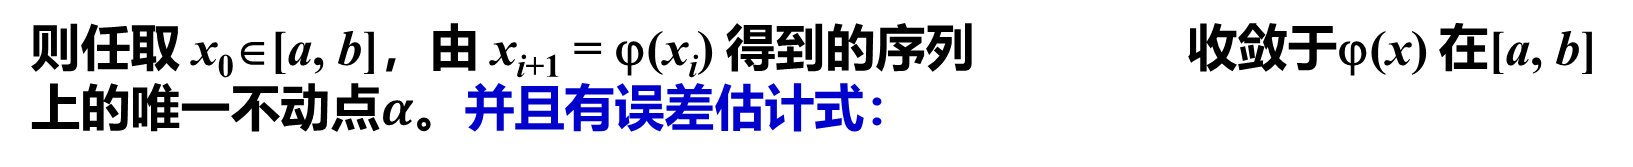 则任取 x₀∈[a, b]，由 xᵢ₊₁ = φ(xᵢ) 得到的序列 收敛于φ(x) 在[a, b]
上的唯一不动点α。并且有误差估计式：